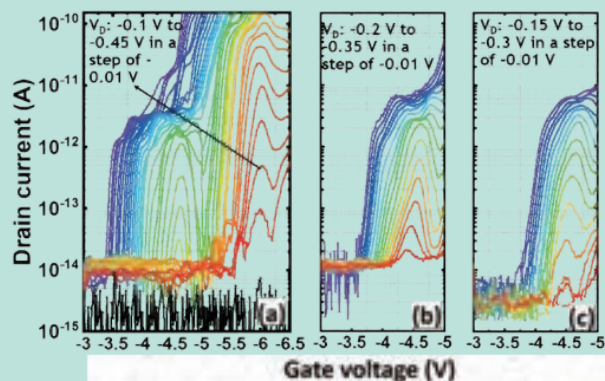 Drain current (A)
10-10
10-11
10-12
10-13
10-14
10-15
VD: -0.1 V to
-0.45 V in a
step of -
0.01 V
(a)
-3 -3.5 -4 -4.5 -5 -5.5 -6 -6.5
VD: -0.2 V to
-0.35 V in a
step of -0.01 V
(b)
-3 -3.5 -4 -4.5 -5
VD: -0.15 V to
-0.3 V in a step
of -0.01 V
(c)
-3 -3.5 -4 -4.5 -5
Gate voltage (V)